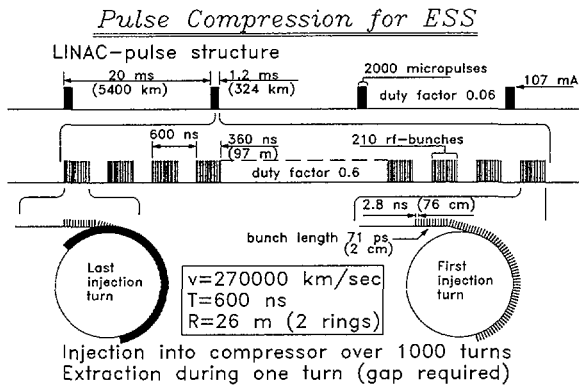 Pulse Compression for ESS
LINAC-pulse structure
20 ms
(5400 km)
1.2 ms
(324 km)
2000 micropulses
107 mA
duty factor 0.06
600 ns
360 ns
(97 m)
210 rf-bunches
duty factor 0.6
2.8 ns (76 cm)
bunch length 71 ps
(2 cm)
Last
injection
turn
v=270000 km/sec
T=600 ns
R=26 m (2 rings)
First
injection
turn
Injection into compressor over 1000 turns
Extraction during one turn (gap required)